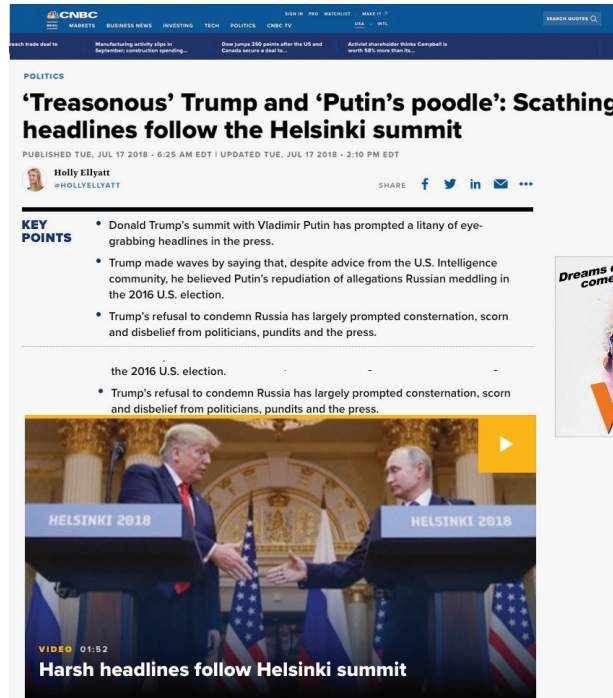 CNBC
SIGN IN PRO WATCHLIST MAKE IT
USA INTL
SEARCH QUOTES
MENU MARKETS BUSINESS NEWS INVESTING TECH POLITICS CNBC TV
reach trade deal to
Manufacturing activity slips in
September; construction spending...
Dow jumps 250 points after the US and
Canada secure a deal to...
Activist shareholder thinks Campbell is
worth 58% more than its...
POLITICS
‘Treasonous’ Trump and ‘Putin’s poodle’: Scathing
headlines follow the Helsinki summit
PUBLISHED TUE, JUL 17 2018 • 6:25 AM EDT | UPDATED TUE, JUL 17 2018 • 2:10 PM EDT
Holly Ellyatt
@HOLLYELLYATT
SHARE
KEY
POINTS
• Donald Trump’s summit with Vladimir Putin has prompted a litany of eye-
grabbing headlines in the press.
• Trump made waves by saying that, despite advice from the U.S. Intelligence
community, he believed Putin’s repudiation of allegations Russian meddling in
the 2016 U.S. election.
• Trump’s refusal to condemn Russia has largely prompted consternation, scorn
and disbelief from politicians, pundits and the press.
the 2016 U.S. election.
• Trump’s refusal to condemn Russia has largely prompted consternation, scorn
and disbelief from politicians, pundits and the press.
Dreams
come
HELSINKI 2018
HELSINKI 2018
VIDEO 01:52
Harsh headlines follow Helsinki summit